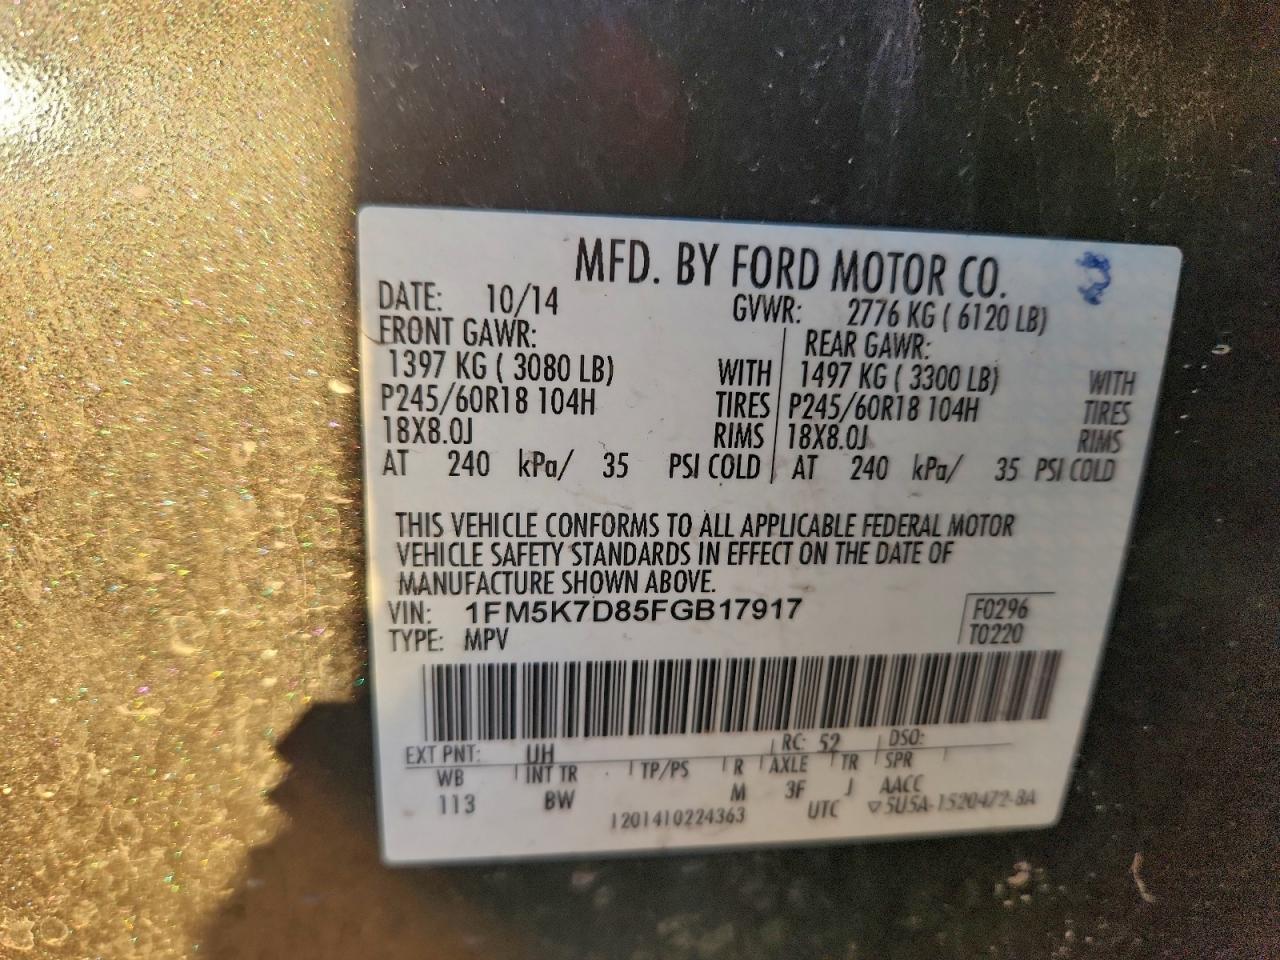 MFD. BY FORD MOTOR CO.
3
DATE: 10/14 GVWR: 2776 KG ( 6120 LB)
FRONT GAWR: REAR GAWR:
1397 KG ( 3080 LB) WITH 1497 KG ( 3300 LB) WITH
P245/60R18 104H TIRES P245/60R18 104H TIRES
18X8.0J RIMS 18X8.0J RIMS
AT 240 kPa/ 35 PSI COLD AT 240 kPa/ 35 PSI COLD
THIS VEHICLE CONFORMS TO ALL APPLICABLE FEDERAL MOTOR
VEHICLE SAFETY STANDARDS IN EFFECT ON THE DATE OF
MANUFACTURE SHOWN ABOVE.
VIN: 1FM5K7D85FGB17917 F0296
TYPE: MPV T0220
EXT PNT: UH RC: 52 DSO:
WB INT TR TP/PS R AXLE TR SPR
113 BW M 3F J AACC
1201410224363 UTC ▽5U5A-1520472-BA